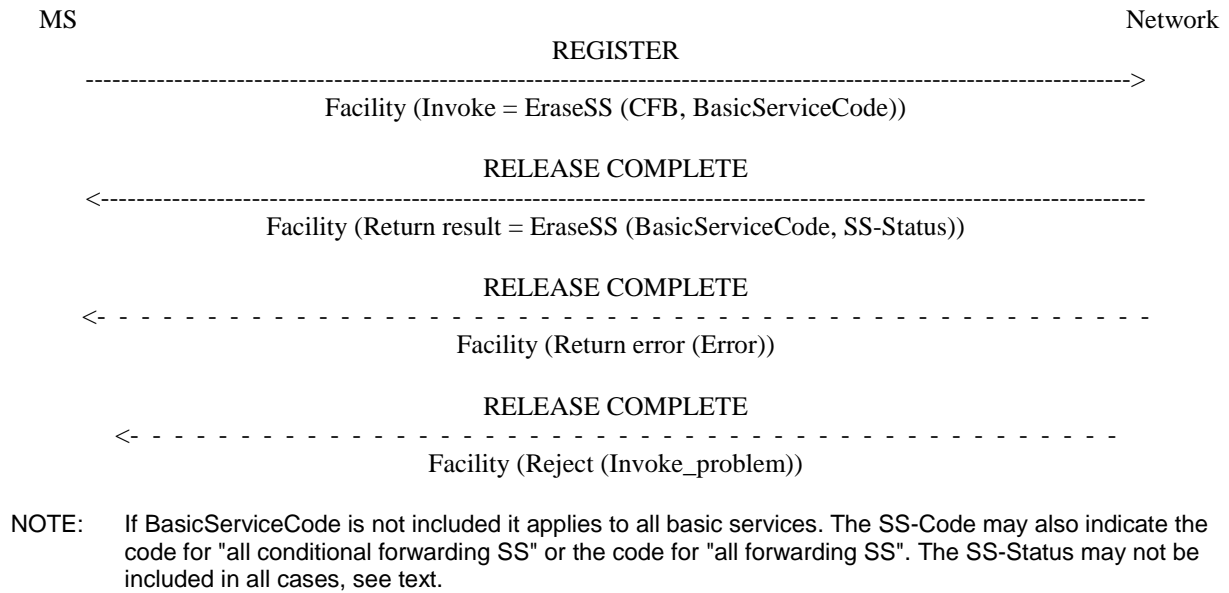 MS Network
REGISTER
--------------------------------------------------------------------------------------------------------------------->
Facility (Invoke = EraseSS (CFB, BasicServiceCode))
RELEASE COMPLETE
<---------------------------------------------------------------------------------------------------------------------
Facility (Return result = EraseSS (BasicServiceCode, SS-Status))
RELEASE COMPLETE
<- - - - - - - - - - - - - - - - - - - - - - - - - - - - - - - - - - - - - - - - - - - - - - - - - - - - - - - - - -
Facility (Return error (Error))
RELEASE COMPLETE
<- - - - - - - - - - - - - - - - - - - - - - - - - - - - - - - - - - - - - - - - - - - - - - - - - - - - - - -
Facility (Reject (Invoke_problem))
NOTE: If BasicServiceCode is not included it applies to all basic services. The SS-Code may also indicate the
code for "all conditional forwarding SS" or the code for "all forwarding SS". The SS-Status may not be
included in all cases, see text.